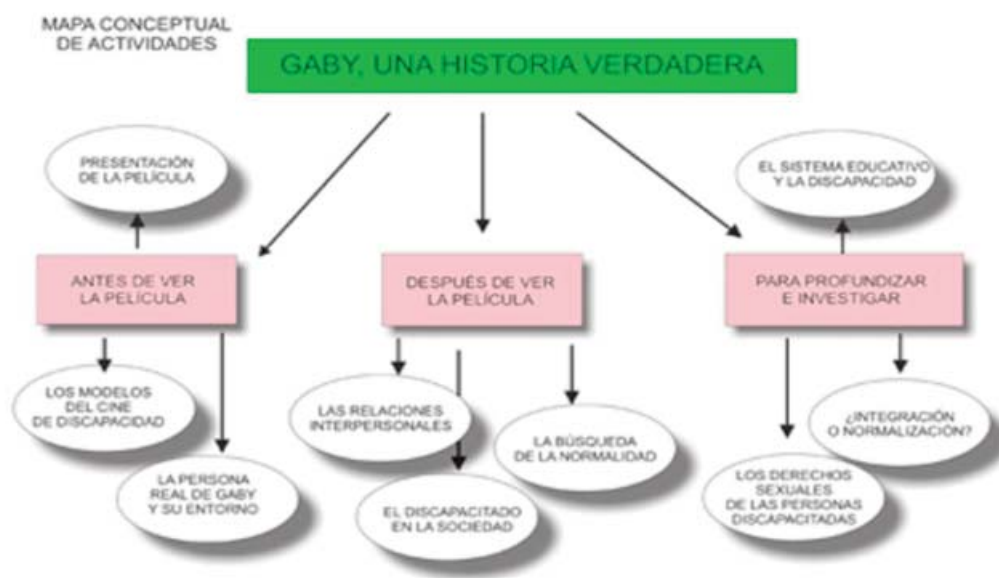 MAPA CONCEPTUAL
DE ACTIVIDADES
GABY, UNA HISTORIA VERDADERA
PRESENTACIÓN
DE LA PELÍCULA
EL SISTEMA EDUCATIVO
Y LA DISCAPACIDAD
ANTES DE VER
LA PELÍCULA
DESPUÉS DE VER
LA PELÍCULA
PARA PROFUNDIZAR
E INVESTIGAR
LOS MODELOS
DEL CINE
DE DISCAPACIDAD
LA PERSONA
REAL DE GABY
Y SU ENTORNO
LAS RELACIONES
INTERPERSONALES
EL DISCAPACITADO
EN LA SOCIEDAD
LA BÚSQUEDA
DE LA NORMALIDAD
LOS DERECHOS
SEXUALES
DE LAS PERSONAS
DISCAPACITADAS
¿INTEGRACIÓN
O NORMALIZACIÓN?